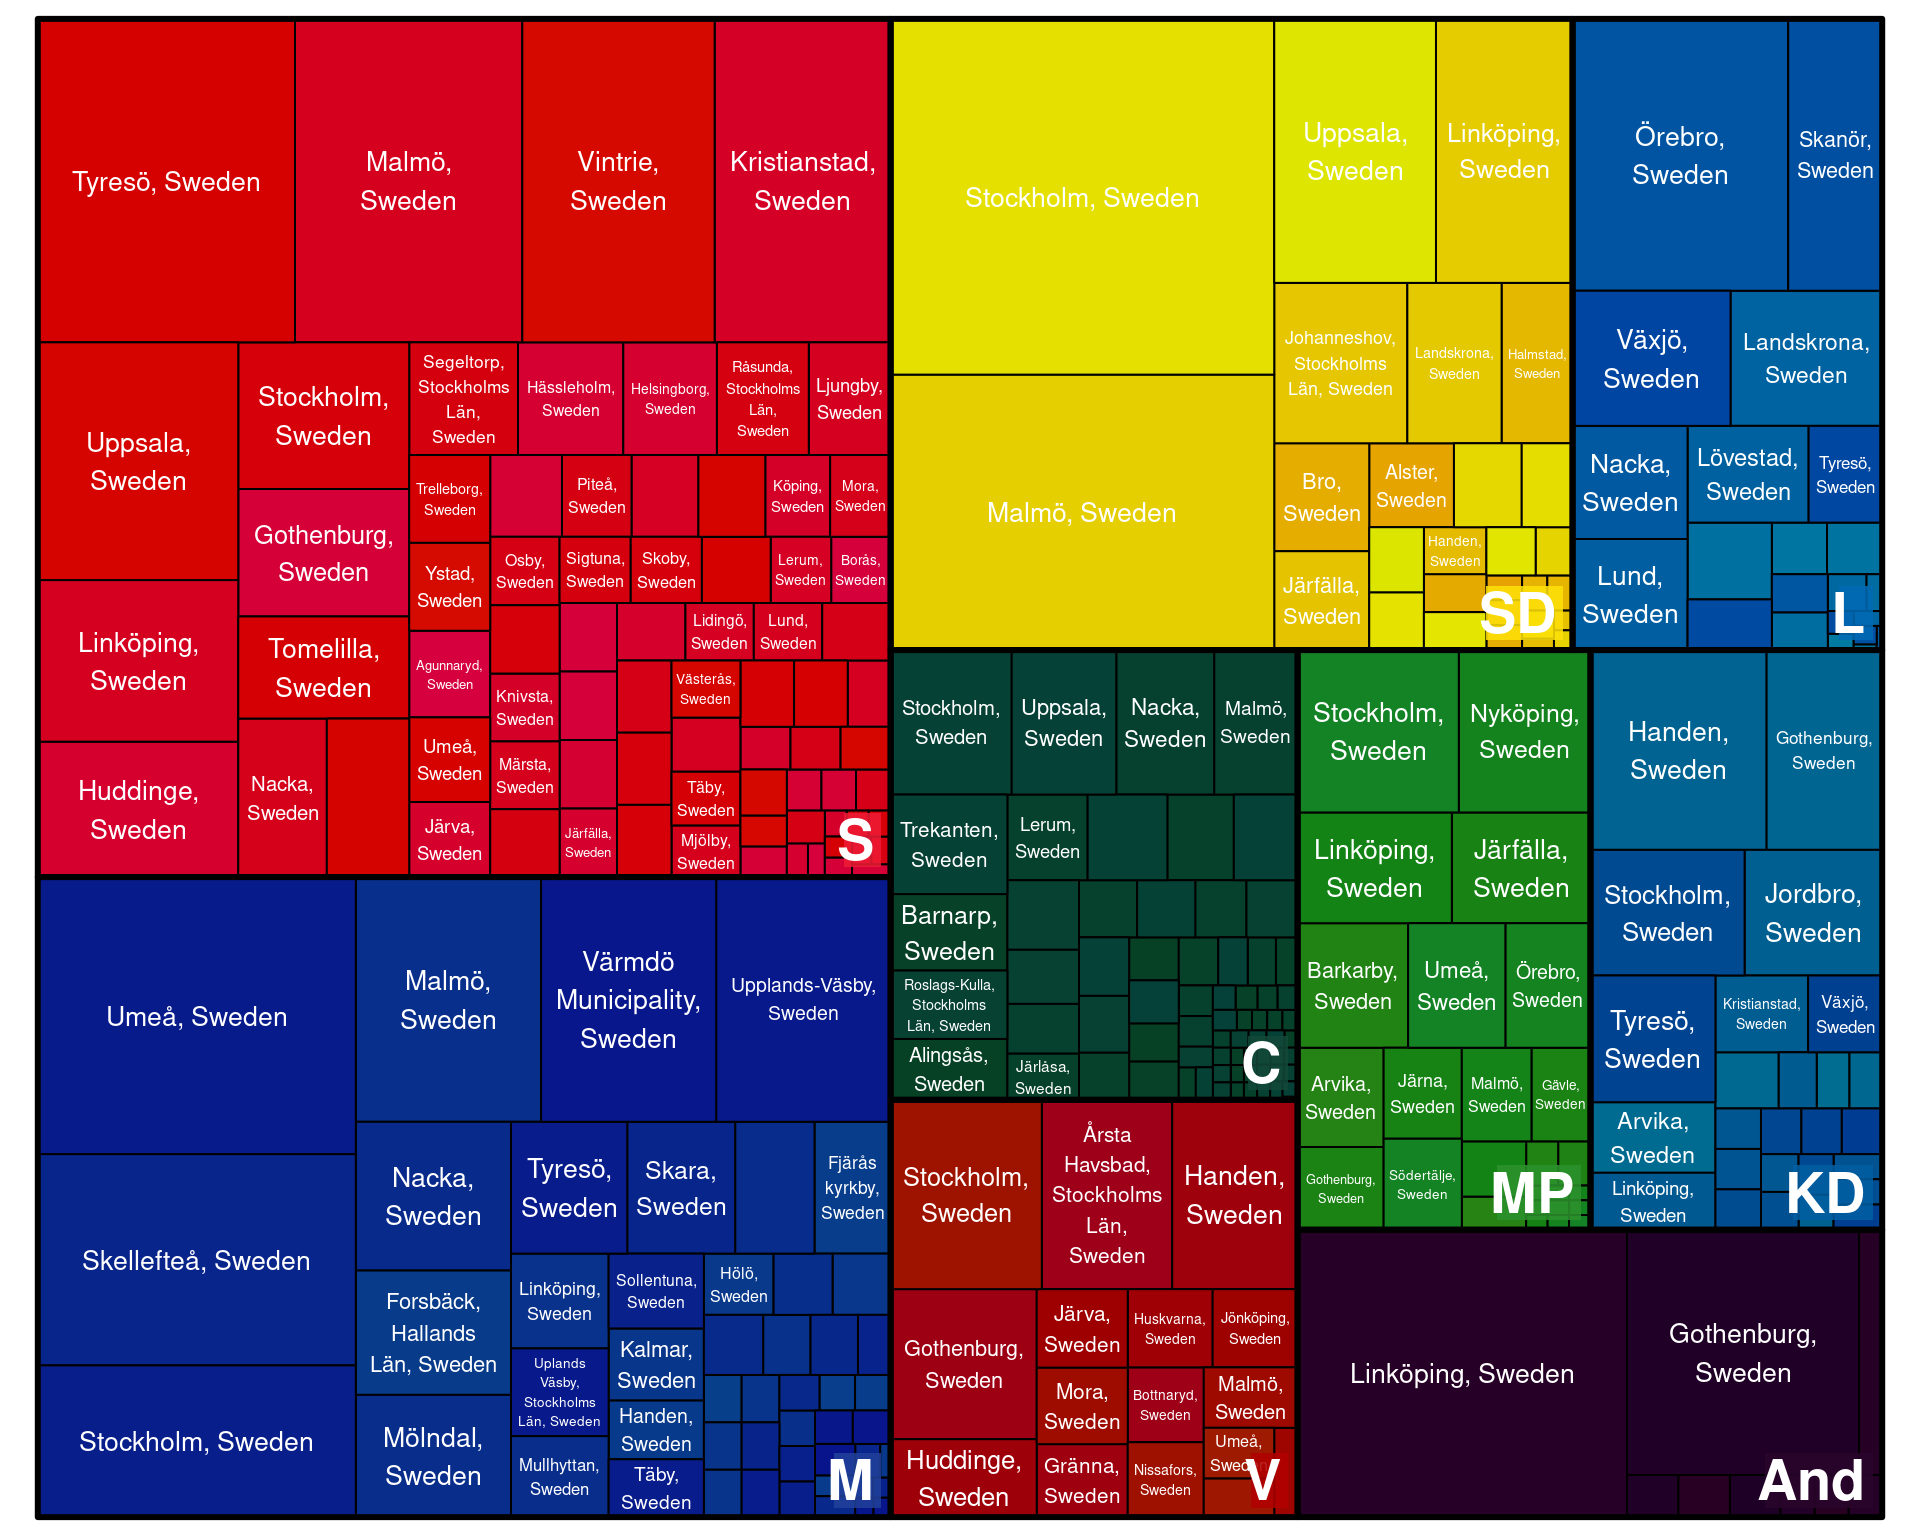 Tyresö, Sweden
Malmö,
Sweden
Vintrie,
Sweden
Kristianstad,
Sweden
Uppsala,
Sweden
Linköping,
Sweden
Huddinge,
Sweden
Stockholm,
Sweden
Gothenburg,
Sweden
Tomelilla,
Sweden
Nacka,
Sweden
Segeltorp,
Stockholms
Län,
Sweden
Hässleholm,
Sweden
Helsingborg,
Sweden
Råsunda,
Stockholms
Län,
Sweden
Ljungby,
Sweden
Trelleborg,
Sweden
Ystad,
Sweden
Agunnaryd,
Sweden
Umeå,
Sweden
Järva,
Sweden
Piteå,
Sweden
Köping,
Sweden
Mora,
Sweden
Osby,
Sweden
Sigtuna,
Sweden
Skoby,
Sweden
Lerum,
Sweden
Borås,
Sweden
Knivsta,
Sweden
Märsta,
Sweden
Järfälla,
Sweden
Lidingö,
Sweden
Lund,
Sweden
Västerås,
Sweden
Täby,
Sweden
Mjölby,
Sweden
S
Stockholm, Sweden
Malmö, Sweden
Uppsala,
Sweden
Linköping,
Sweden
Johanneshov,
Stockholms
Län, Sweden
Landskrona,
Sweden
Halmstad,
Sweden
Bro,
Sweden
Järfälla,
Sweden
Alster,
Sweden
Handen,
Sweden
SD
Örebro,
Sweden
Skanör,
Sweden
Växjö,
Sweden
Landskrona,
Sweden
Nacka,
Sweden
Lund,
Sweden
Lövestad,
Sweden
Tyresö,
Sweden
L
Umeå, Sweden
Skellefteå, Sweden
Stockholm, Sweden
Malmö,
Sweden
Värmdö
Municipality,
Sweden
Upplands-Väsby,
Sweden
Nacka,
Sweden
Forsbäck,
Hallands
Län, Sweden
Mölndal,
Sweden
Tyresö,
Sweden
Skara,
Sweden
Fjärås
kyrkby,
Sweden
Linköping,
Sweden
Uplands
Väsby,
Stockholms
Län, Sweden
Mullhyttan,
Sweden
Sollentuna,
Sweden
Kalmar,
Sweden
Handen,
Sweden
Täby,
Sweden
Hölö,
Sweden
M
Stockholm,
Sweden
Uppsala,
Sweden
Nacka,
Sweden
Malmö,
Sweden
Trekanten,
Sweden
Barnarp,
Sweden
Roslags-Kulla,
Stockholms
Län, Sweden
Alingsås,
Sweden
Lerum,
Sweden
Järlåsa,
Sweden
C
Stockholm,
Sweden
Årsta
Havsbad,
Stockholms
Län,
Sweden
Handen,
Sweden
Gothenburg,
Sweden
Huddinge,
Sweden
Järva,
Sweden
Mora,
Sweden
Gränna,
Sweden
Huskvarna,
Sweden
Jönköping,
Sweden
Bottnaryd,
Sweden
Nissafors,
Sweden
Malmö,
Sweden
Umeå,
Sweden
V
Stockholm,
Sweden
Nyköping,
Sweden
Linköping,
Sweden
Järfälla,
Sweden
Barkarby,
Sweden
Umeå,
Sweden
Örebro,
Sweden
Arvika,
Sweden
Gothenburg,
Sweden
Järna,
Sweden
Södertälje,
Sweden
Malmö,
Sweden
Gävle,
Sweden
MP
Handen,
Sweden
Gothenburg,
Sweden
Stockholm,
Sweden
Jordbro,
Sweden
Tyresö,
Sweden
Arvika,
Sweden
Linköping,
Sweden
Kristianstad,
Sweden
Växjö,
Sweden
KD
Linköping, Sweden
Gothenburg,
Sweden
And